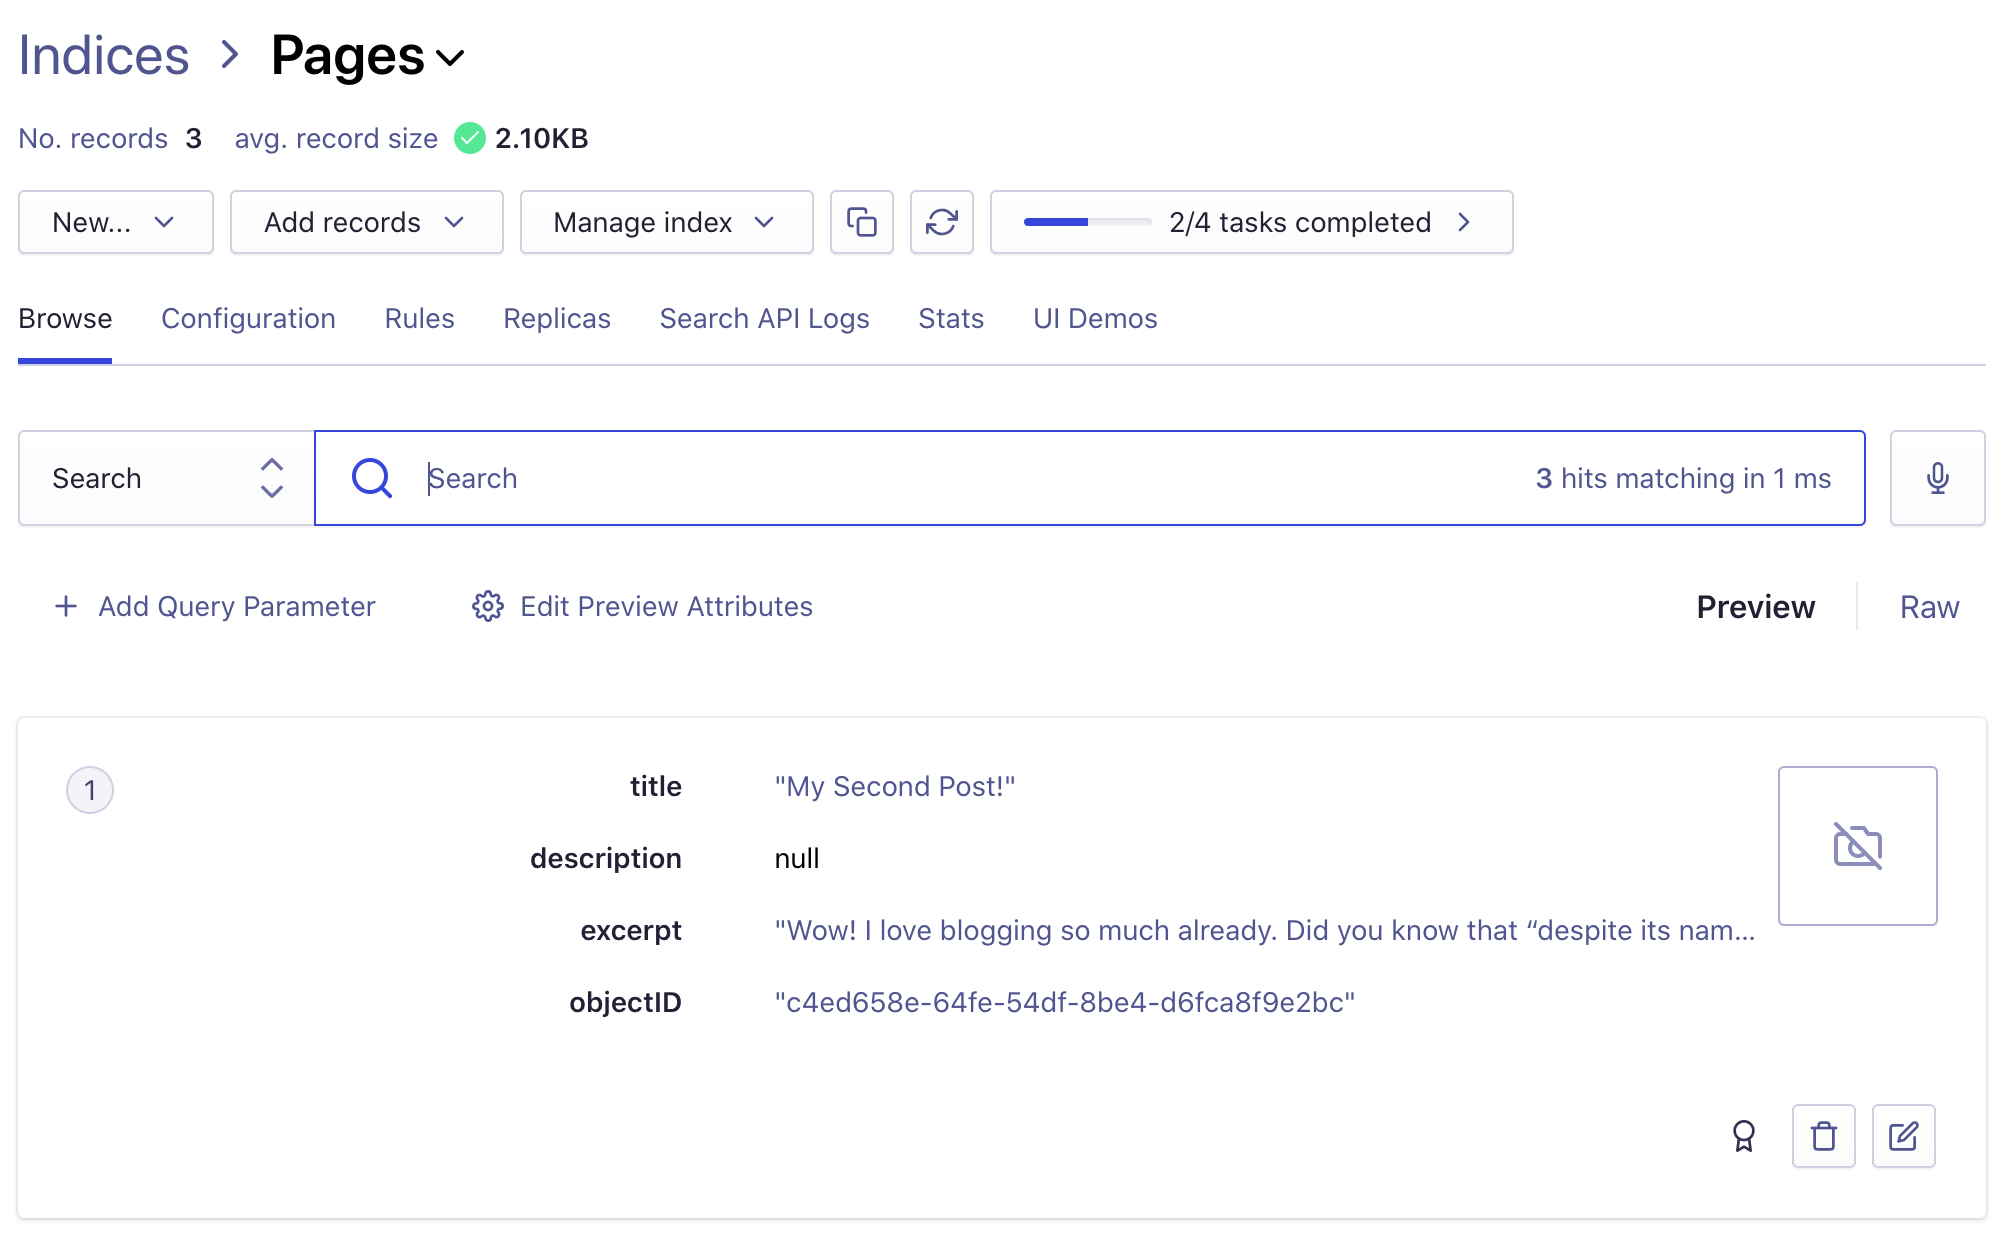 Indices > Pages
No. records 3 avg. record size 2.10KB
New... Add records Manage index 2/4 tasks completed
Browse Configuration Rules Replicas Search API Logs Stats UI Demos
Search Search 3 hits matching in 1 ms
+ Add Query Parameter Edit Preview Attributes Preview Raw
1 title "My Second Post!"
description null
excerpt "Wow! I love blogging so much already. Did you know that “despite its nam...
objectID "c4ed658e-64fe-54df-8be4-d6fca8f9e2bc"